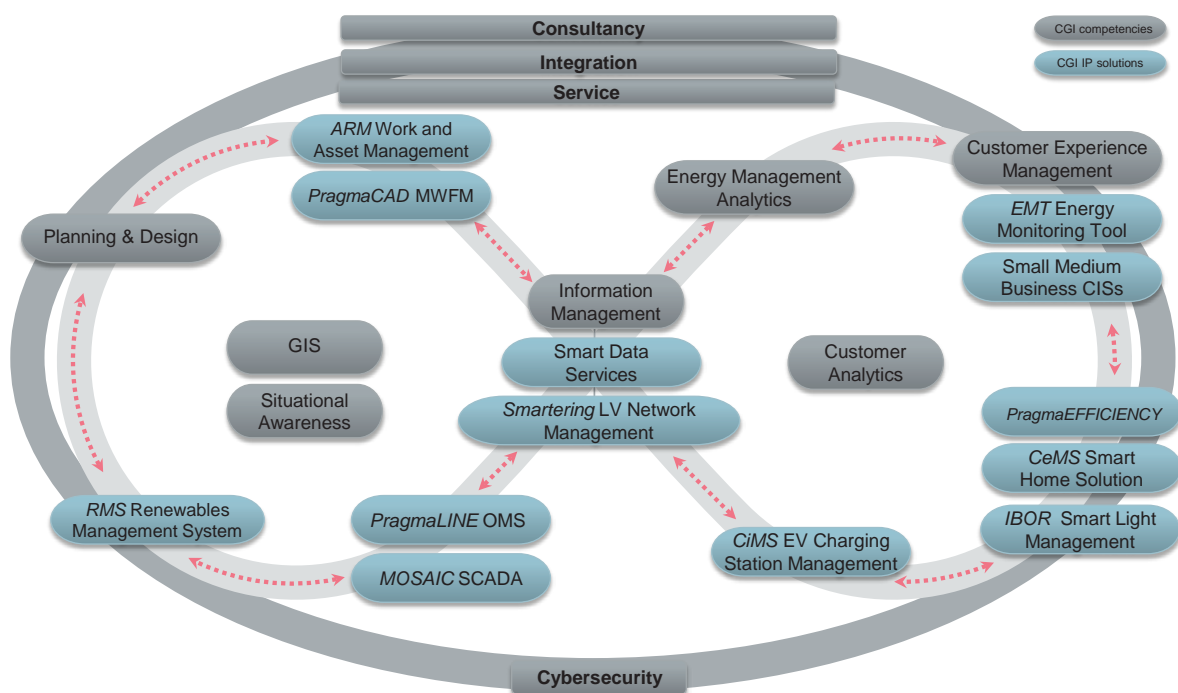 Consultancy
Integration
Service
CGI competencies
CGI IP solutions
ARM Work and
Asset Management
PragmaCAD MWFM
Planning & Design
Energy Management
Analytics
Customer Experience
Management
EMT Energy
Monitoring Tool
Small Medium
Business CISs
Information
Management
GIS
Situational
Awareness
Smart Data
Services
Customer
Analytics
Smartering LV Network
Management
PragmaEFFICIENCY
CeMS Smart
Home Solution
IBOR Smart Light
Management
RMS Renewables
Management System
PragmaLINE OMS
MOSAIC SCADA
CiMS EV Charging
Station Management
Cybersecurity